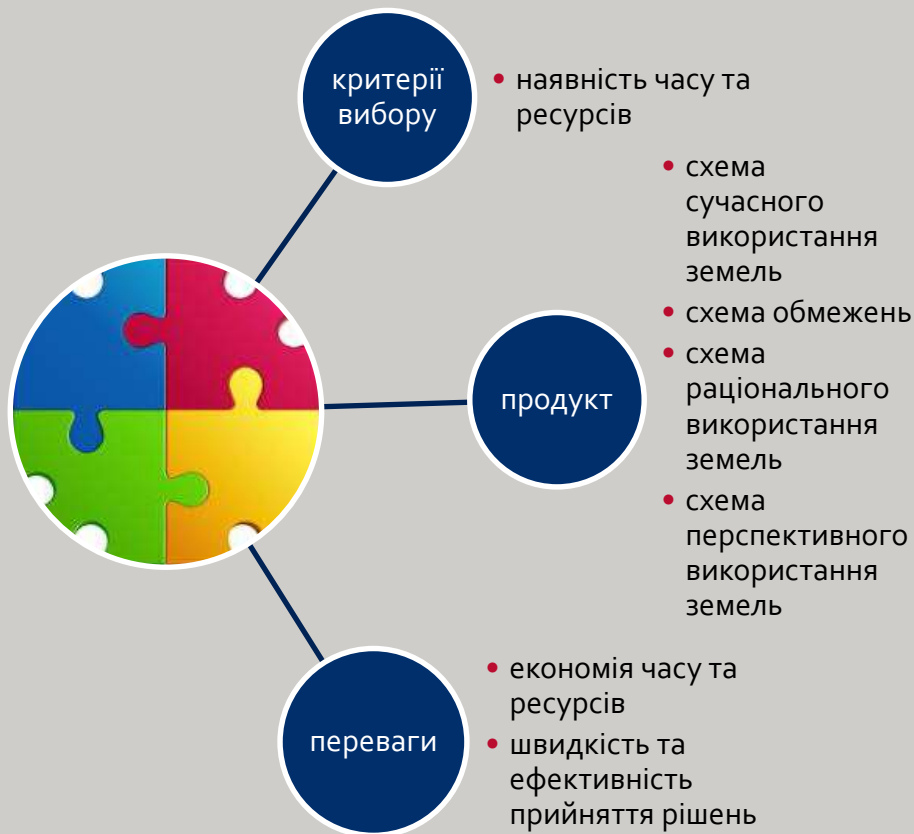 критерії
вибору
• наявність часу та
ресурсів
продукт
• схема
сучасного
використання
земель
• схема обмежень
• схема
раціонального
використання
земель
• схема
перспективного
використання
земель
переваги
• економія часу та
ресурсів
• швидкість та
ефективність
прийняття рішень